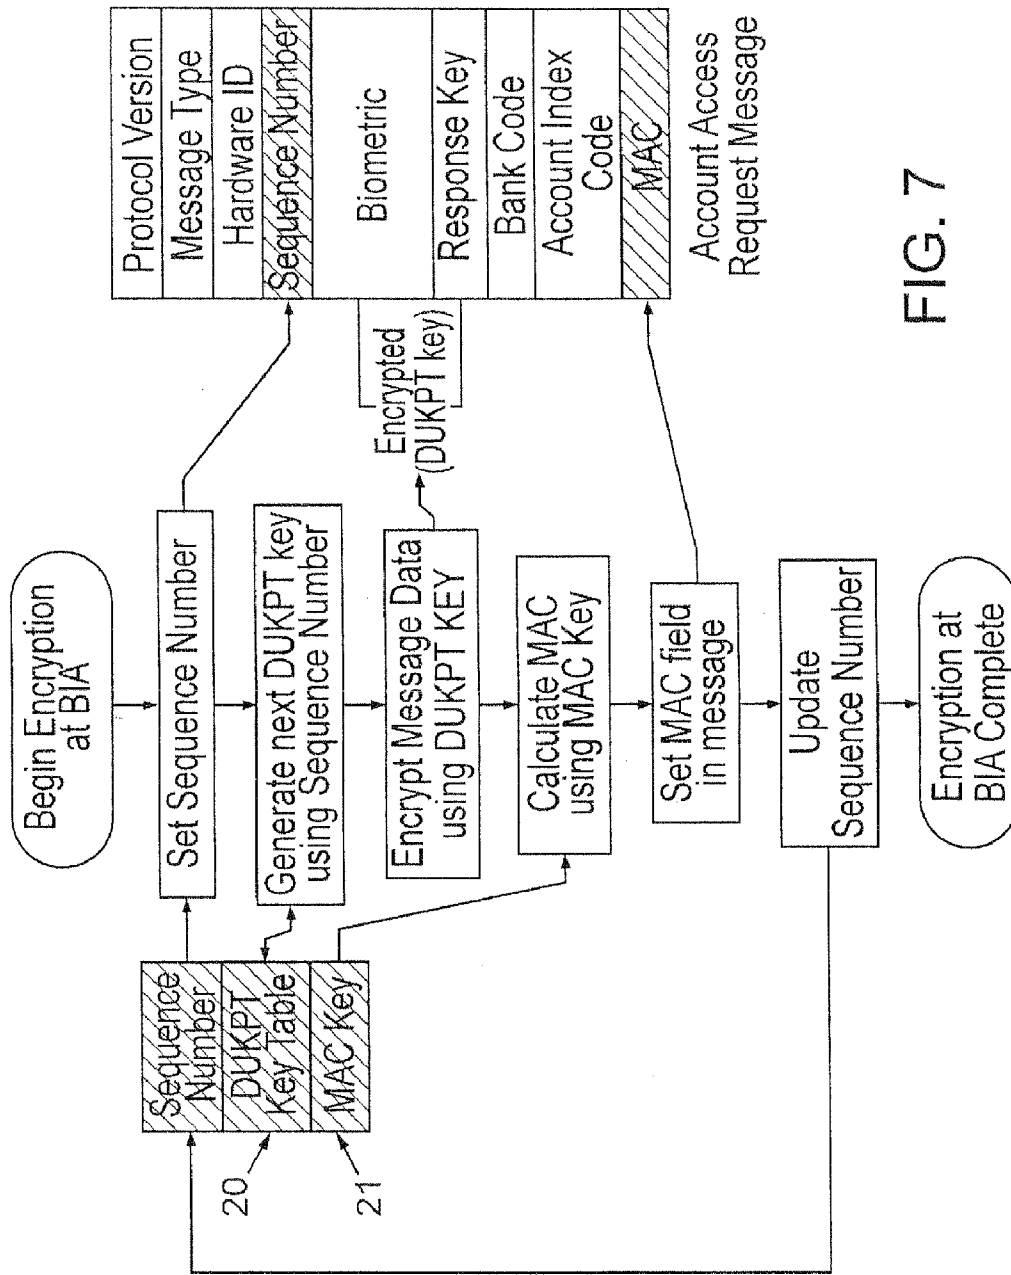 Begin Encryption
at BIA
Set Sequence Number
Generate next DUKPT key
using Sequence Number
Encrypt Message Data
using DUKPT KEY
Calculate MAC
using MAC Key
Set MAC field
in message
Update
Sequence Number
Encryption at
BIA Complete
Sequence
Number
DUKPT
Key Table
MAC Key
20
21
Encrypted
(DUKPT key)
Protocol Version
Message Type
Hardware ID
Sequence Number
Biometric
Response Key
Bank Code
Account Index
Code
MAC
Account Access
Request Message
FIG. 7